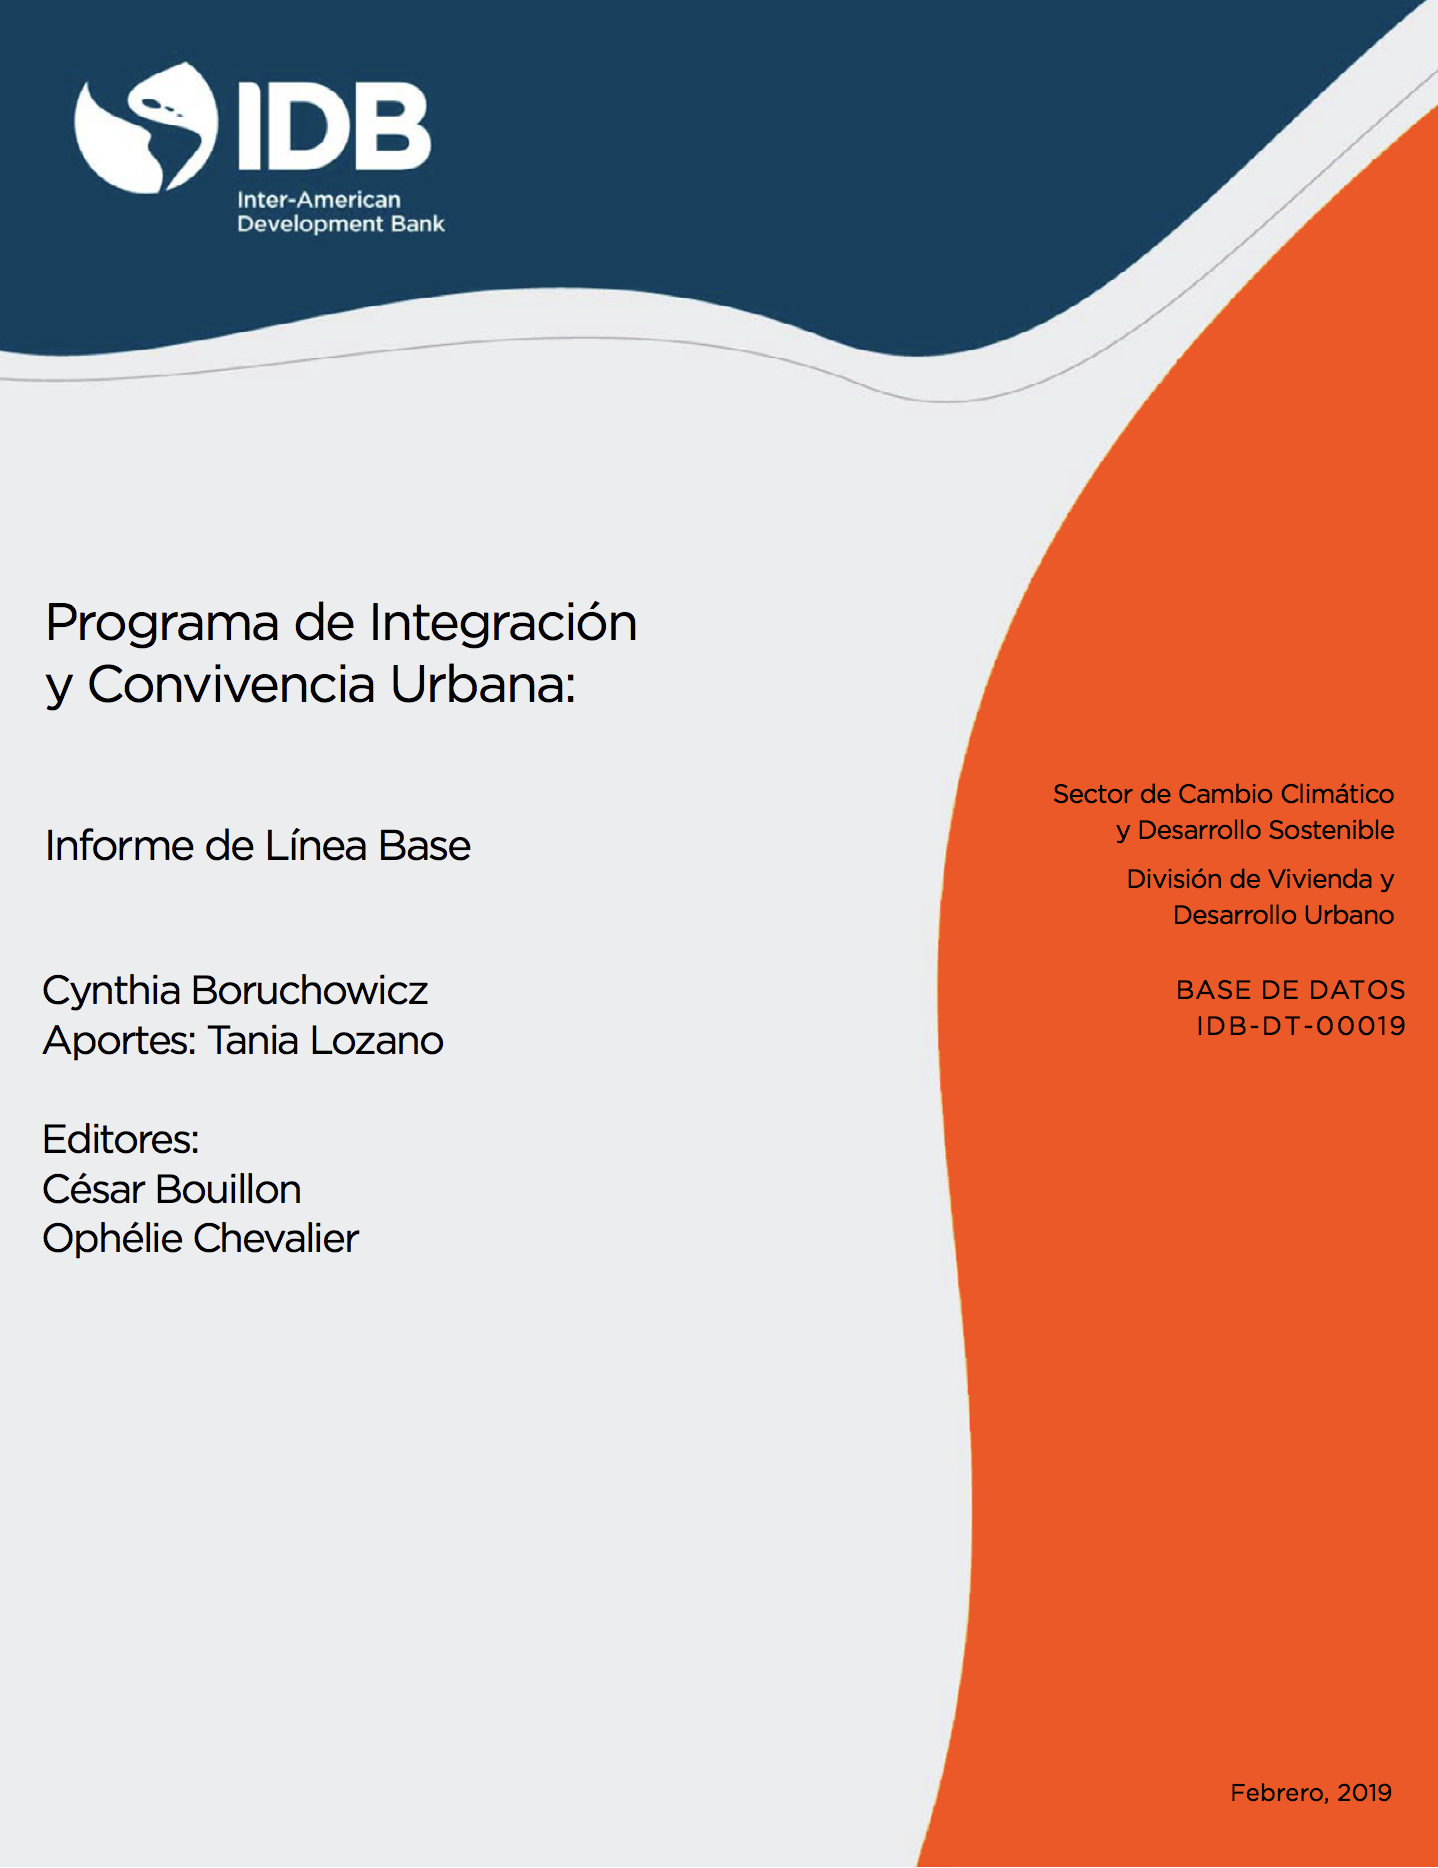 IDB
Inter-American
Development Bank
Programa de Integración
y Convivencia Urbana:
Informe de Línea Base
Cynthia Boruchowicz
Aportes: Tania Lozano
Editores:
César Bouillon
Ophélie Chevalier
Sector de Cambio Climático
y Desarrollo Sostenible
División de Vivienda y
Desarrollo Urbano
BASE DE DATOS
IDB-DT-00019
Febrero, 2019